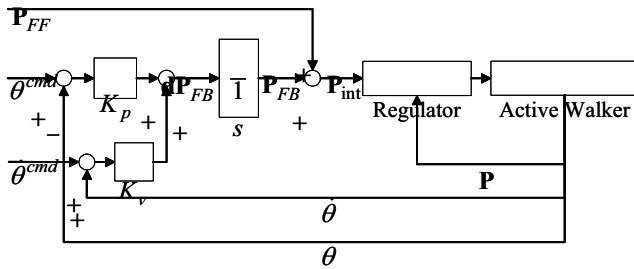 P_FF
θ^cmd
K_p
dP_FB
1
s
P_FB
+
P_int
Regulator
Active Walker
+
−
+
+
+
θ̇^cmd
K_v
P
+
+
θ̇
θ